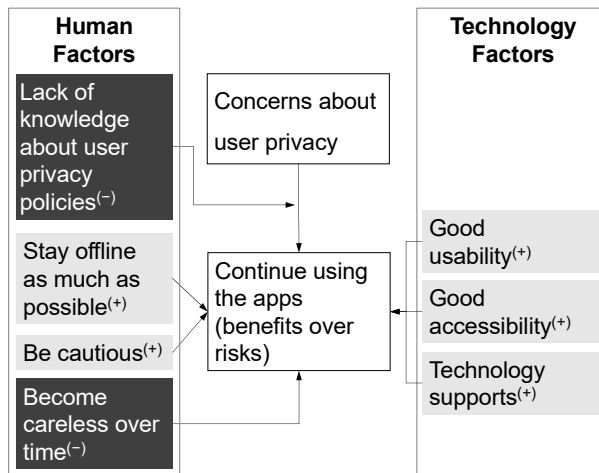 Human
Factors
Lack of
knowledge
about user
privacy
policies(−)
Stay offline
as much as
possible(+)
Be cautious(+)
Become
careless over
time(−)
Concerns about
user privacy
Continue using
the apps
(benefits over
risks)
Technology
Factors
Good
usability(+)
Good
accessibility(+)
Technology
supports(+)